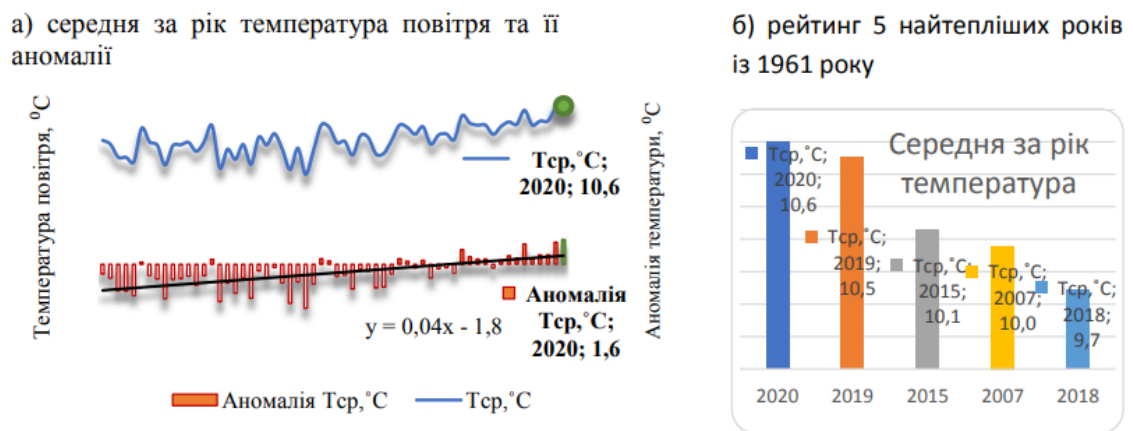 а) середня за рік температура повітря та її
аномалії
Температура повітря, ⁰C
Тср,˚C;
2020; 10,6
Аномалія
Тср,˚C;
2020; 1,6
y = 0,04x - 1,8
Аномалія Тср,˚C
Тср,˚C
Аномалія температури, ⁰C
б) рейтинг 5 найтепліших років
із 1961 року
Середня за рік
температура
Тср,˚C;
2020;
10,6
Тср,˚C;
2019;
10,5
Тср,˚C;
2015;
10,1
Тср,˚C;
2007;
10,0
Тср,˚C;
2018;
9,7
2020 2019 2015 2007 2018